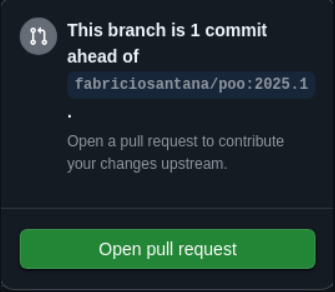 This branch is 1 commit
ahead of
fabriciosantana/poo:2025.1
.
Open a pull request to contribute
your changes upstream.
Open pull request